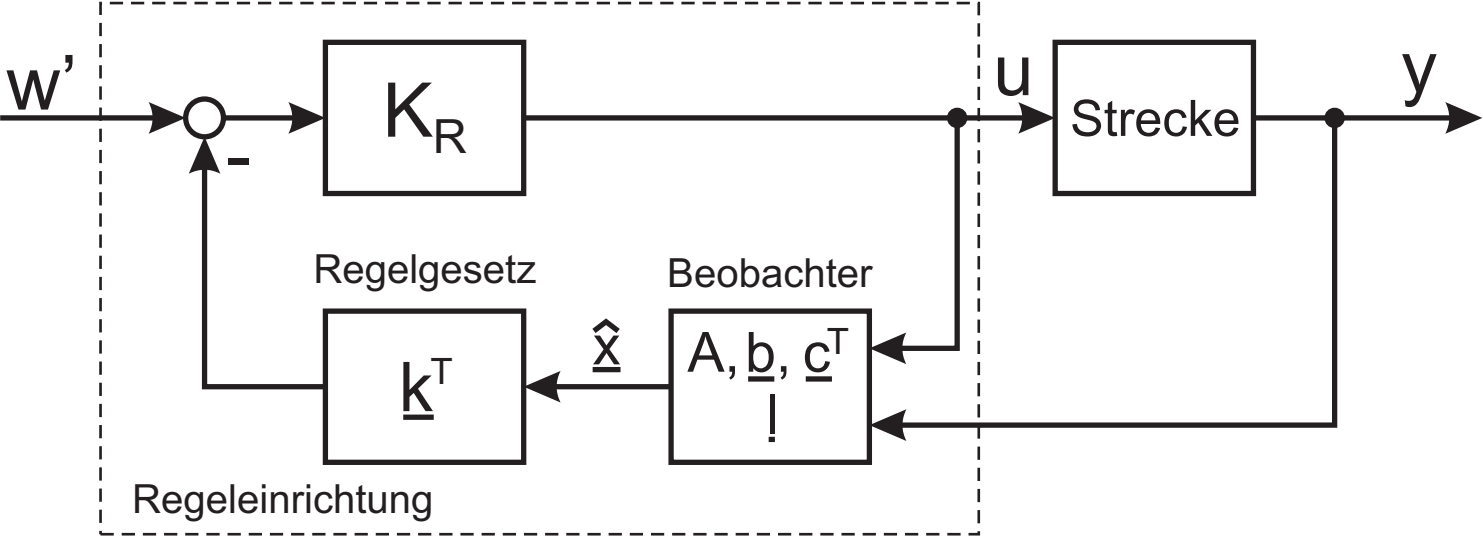 w’
K_R
u
Strecke
y
-
Regelgesetz
Beobachter
k^T
x̂
A, b, c^T
!
Regeleinrichtung